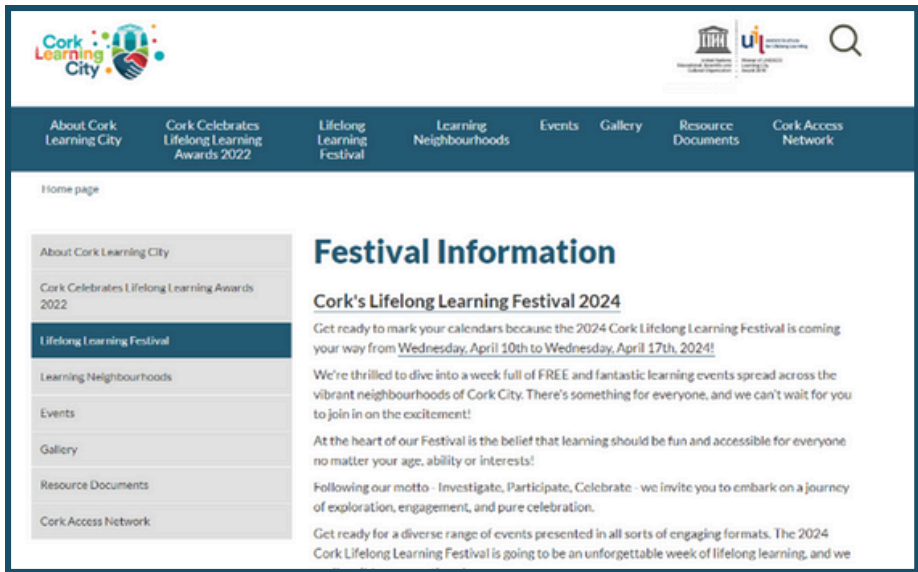 Cork
Learning
City
About Cork
Learning City
Cork Celebrates
Lifelong Learning
Awards 2022
Lifelong
Learning
Festival
Learning
Neighbourhoods
Events
Gallery
Resource
Documents
Cork Access
Network
Home page
About Cork Learning City
Cork Celebrates Lifelong Learning Awards
2022
Lifelong Learning Festival
Learning Neighbourhoods
Events
Gallery
Resource Documents
Cork Access Network
Festival Information
Cork's Lifelong Learning Festival 2024
Get ready to mark your calendars because the 2024 Cork Lifelong Learning Festival is coming
your way from Wednesday, April 10th to Wednesday, April 17th, 2024!
We're thrilled to dive into a week full of FREE and fantastic learning events spread across the
vibrant neighbourhoods of Cork City. There's something for everyone, and we can't wait for you
to join in on the excitement!
At the heart of our Festival is the belief that learning should be fun and accessible for everyone
no matter your age, ability or interests!
Following our motto - Investigate, Participate, Celebrate - we invite you to embark on a journey
of exploration, engagement, and pure celebration.
Get ready for a diverse range of events presented in all sorts of engaging formats. The 2024
Cork Lifelong Learning Festival is going to be an unforgettable week of lifelong learning, and we